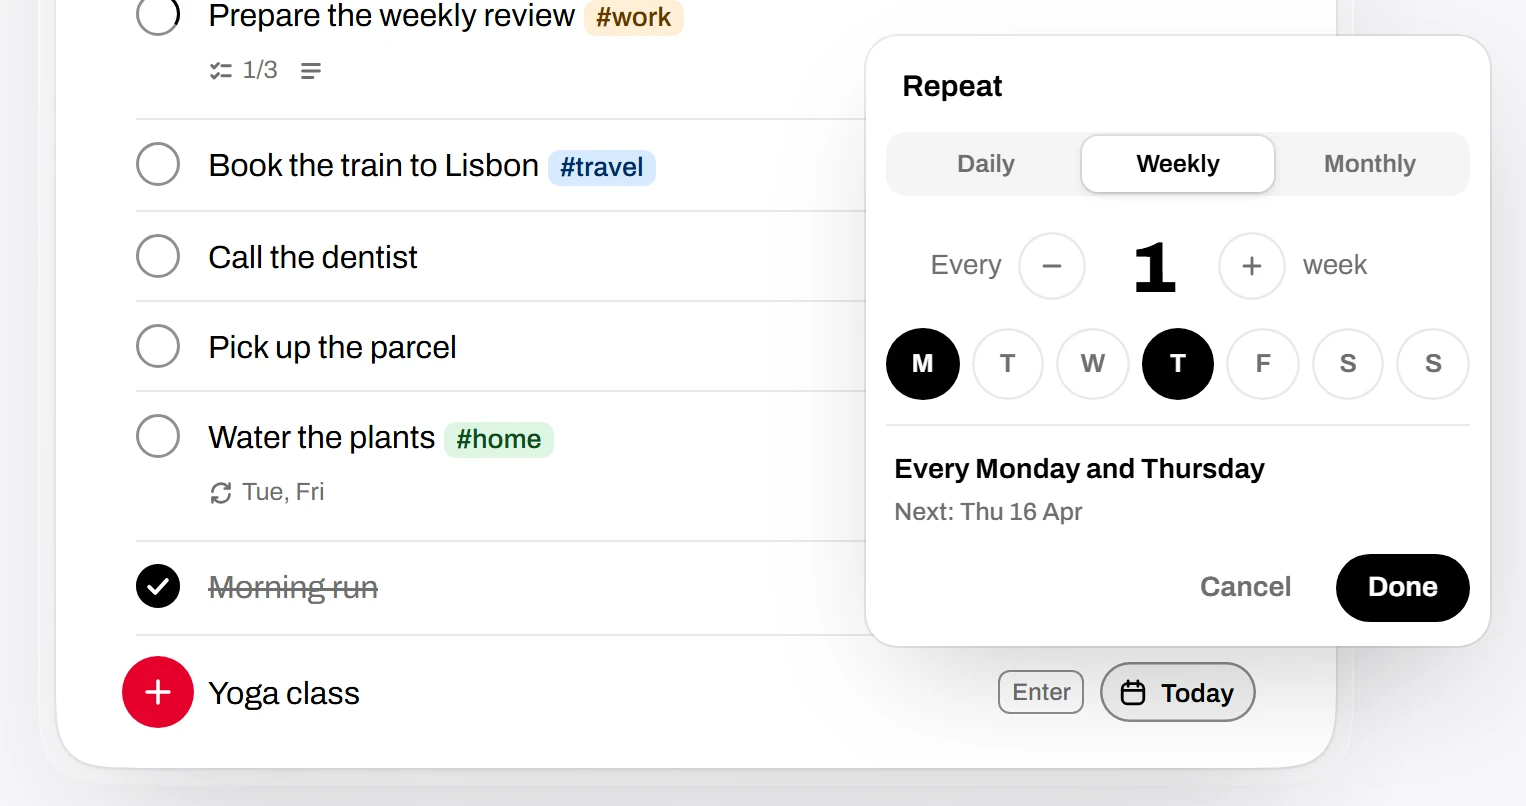 Prepare the weekly review #work
1/3
Book the train to Lisbon #travel
Call the dentist
Pick up the parcel
Water the plants #home
Tue, Fri
Morning run
Yoga class
Enter
Today
Repeat
Daily Weekly Monthly
Every − 1 + week
M T W T F S S
Every Monday and Thursday
Next: Thu 16 Apr
Cancel Done